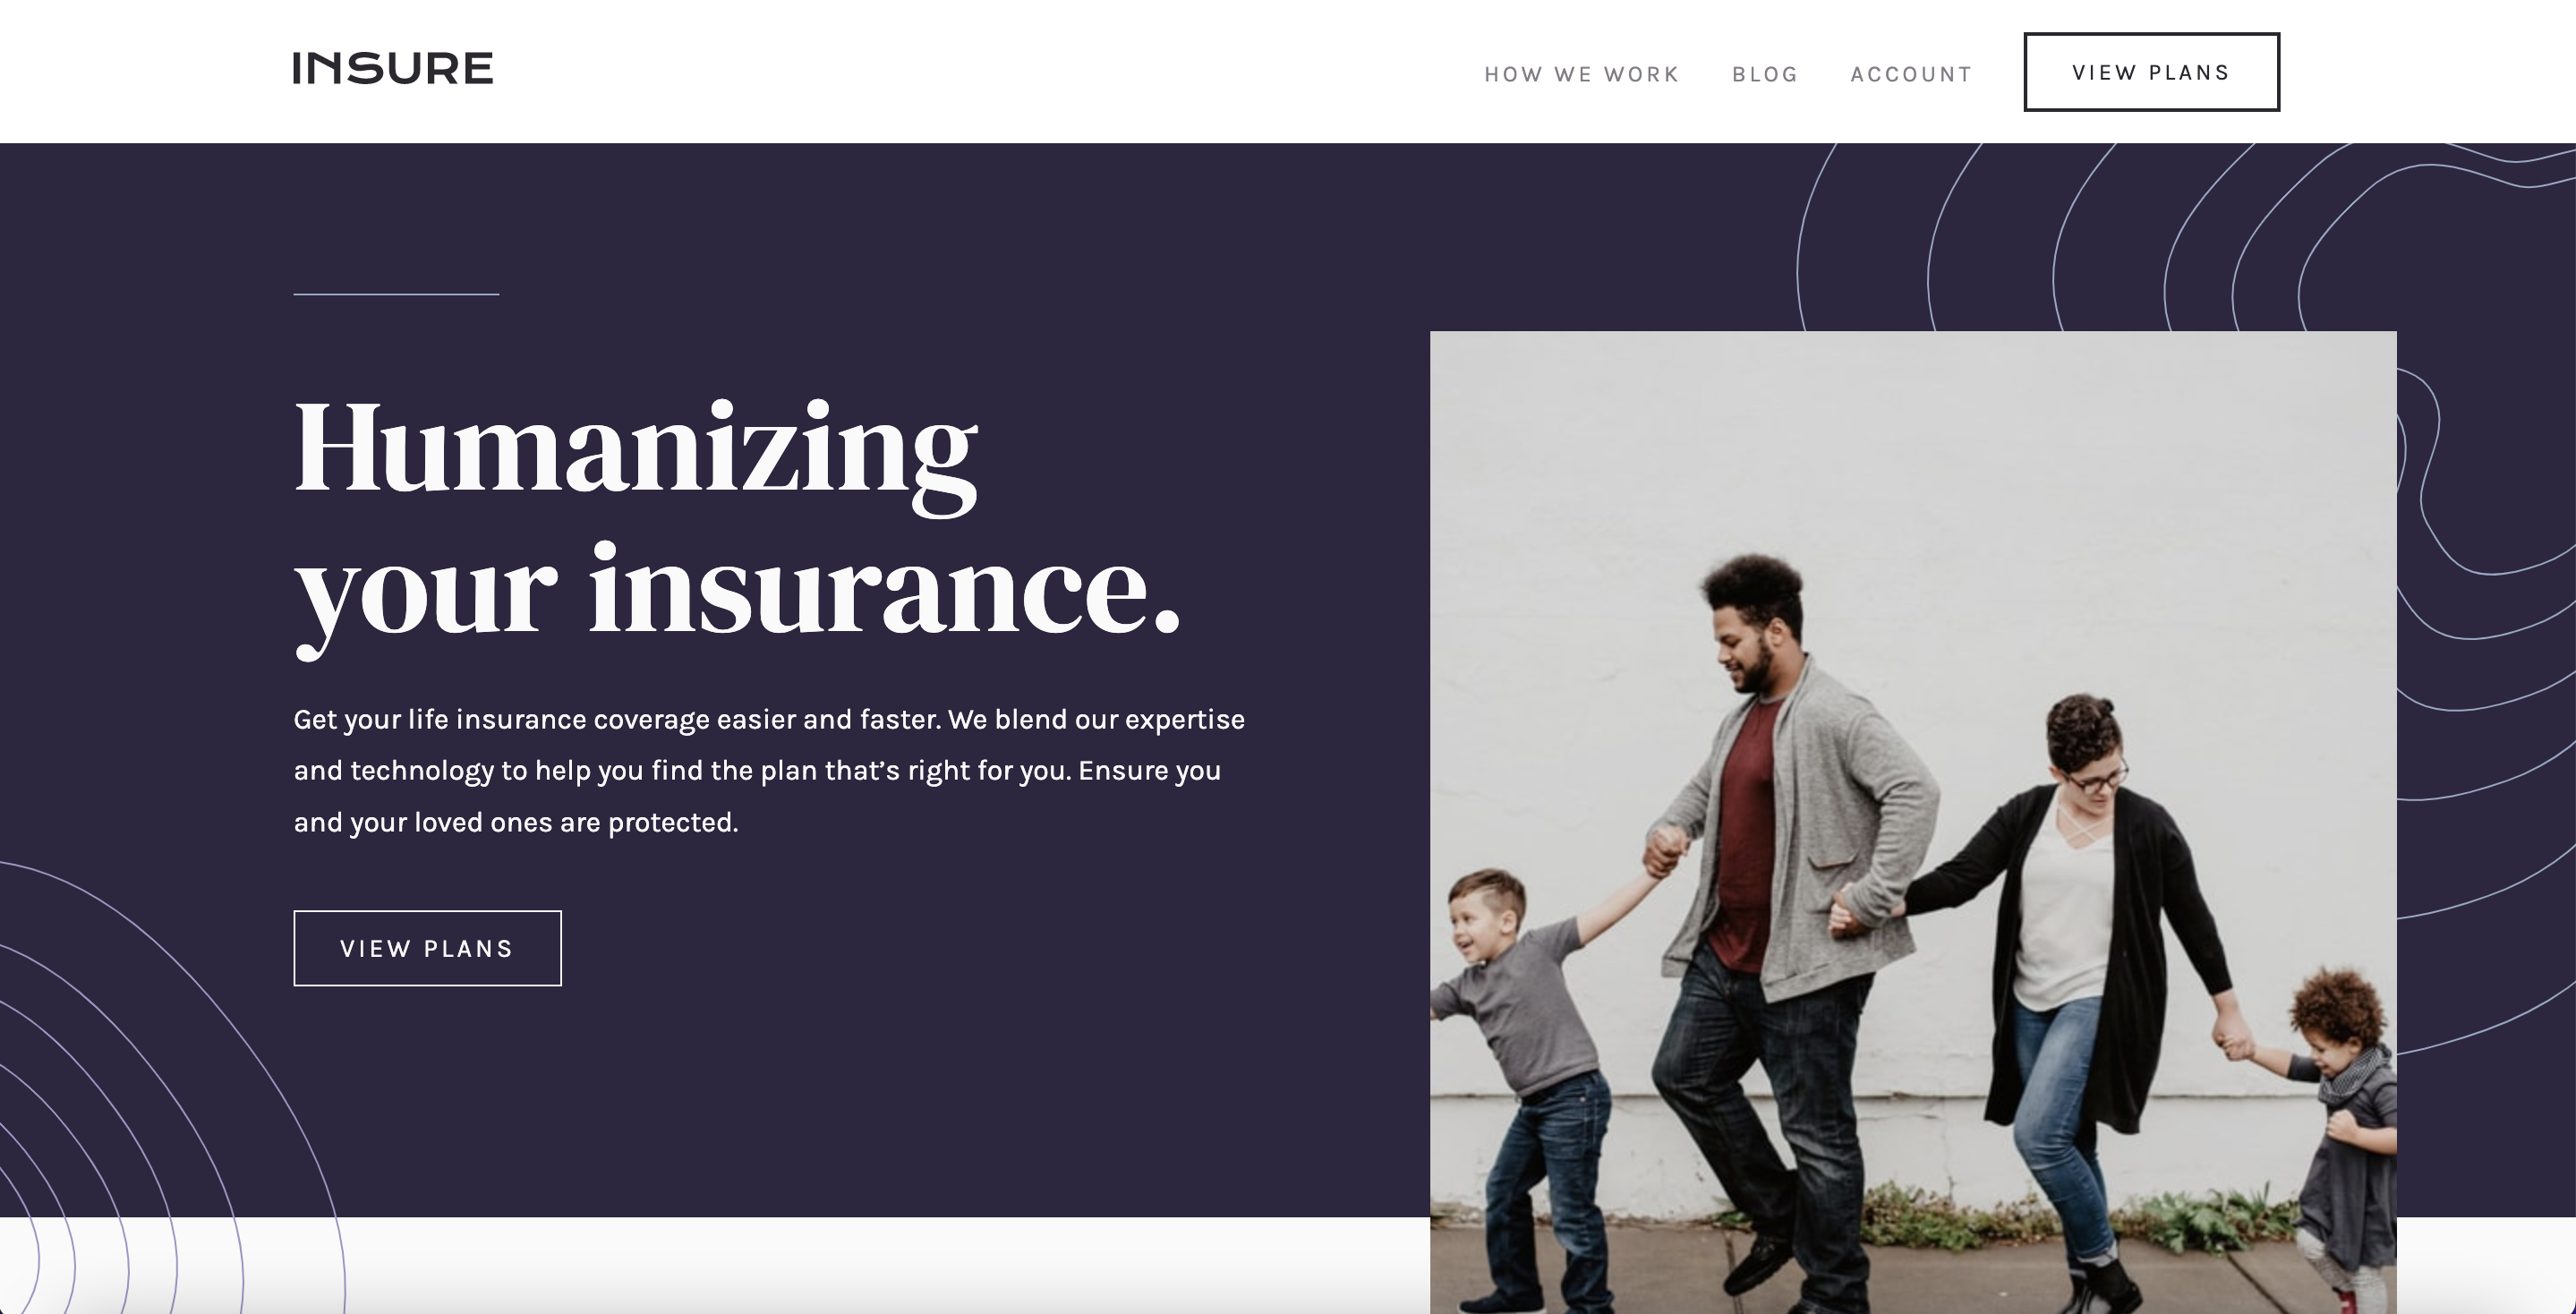 INSURE
HOW WE WORK
BLOG
ACCOUNT
VIEW PLANS
Humanizing
your insurance.
Get your life insurance coverage easier and faster. We blend our expertise
and technology to help you find the plan that’s right for you. Ensure you
and your loved ones are protected.
VIEW PLANS